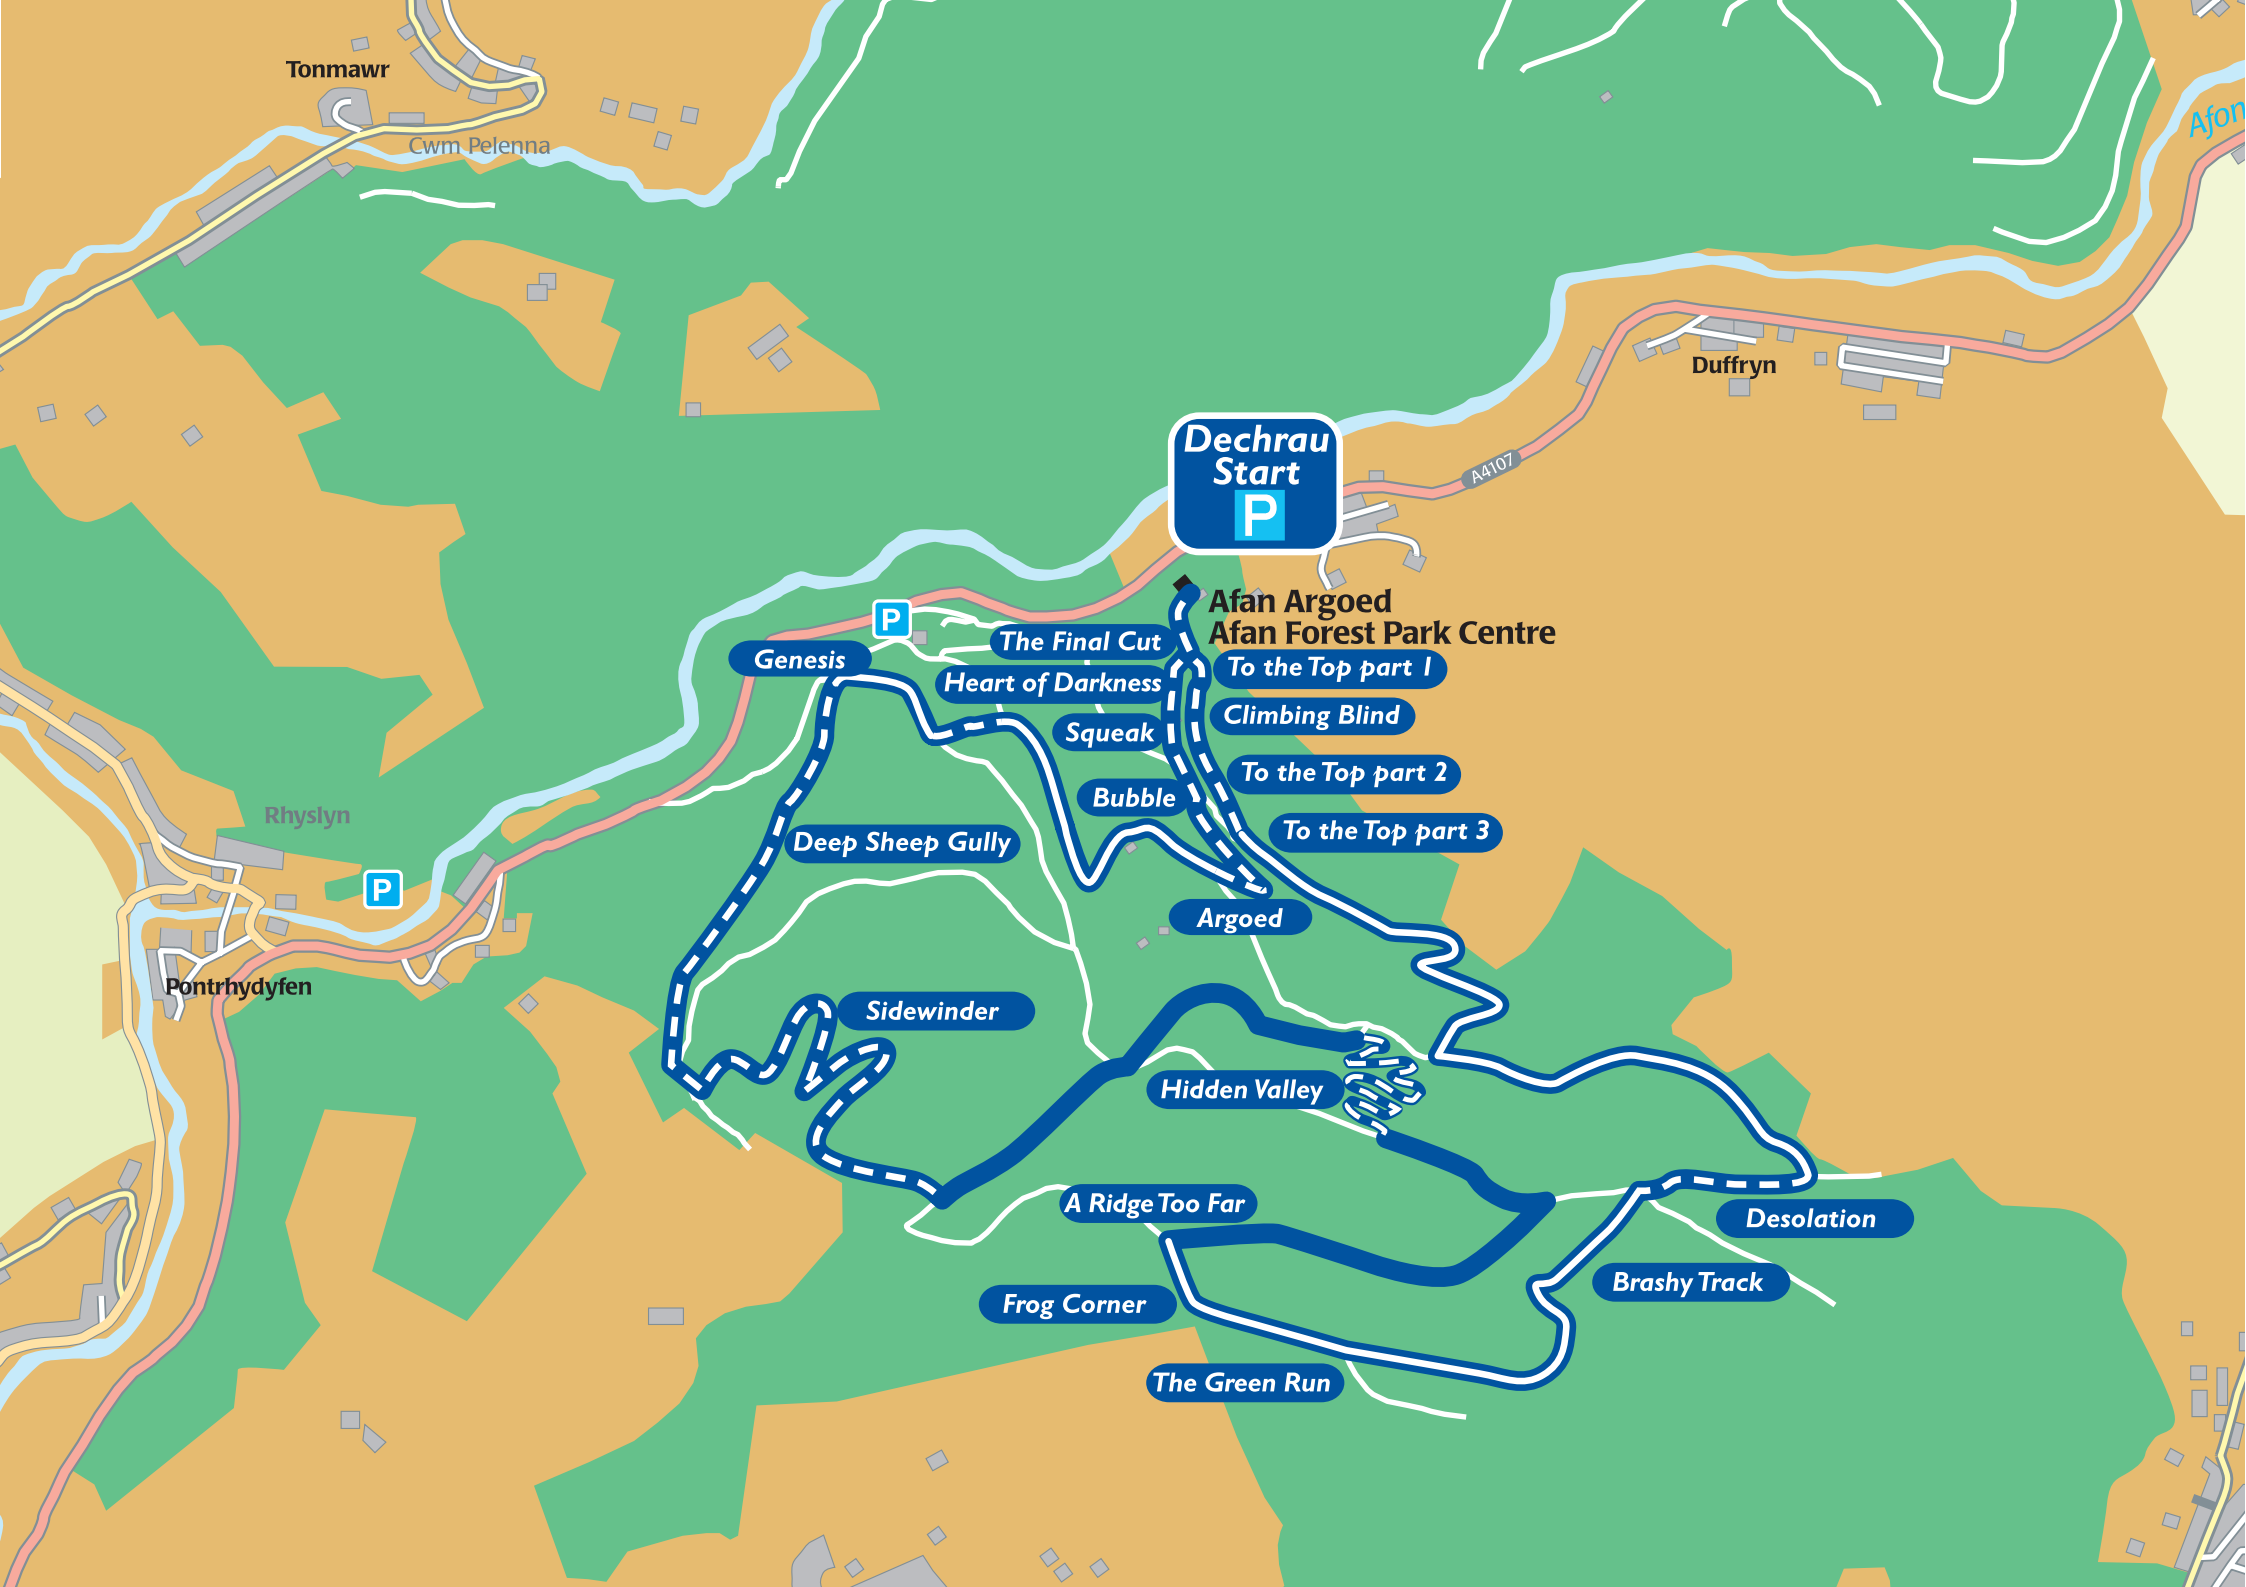 Tonmawr
Cwm Pelenna
Afon
Duffryn
A4107
Dechrau
Start
P
Afan Argoed
Afan Forest Park Centre
P
The Final Cut
Genesis
To the Top part 1
Heart of Darkness
Climbing Blind
Squeak
To the Top part 2
Bubble
Rhyslyn
To the Top part 3
Deep Sheep Gully
P
Argoed
Pontrhydyfen
Sidewinder
Hidden Valley
A Ridge Too Far
Desolation
Brashy Track
Frog Corner
The Green Run